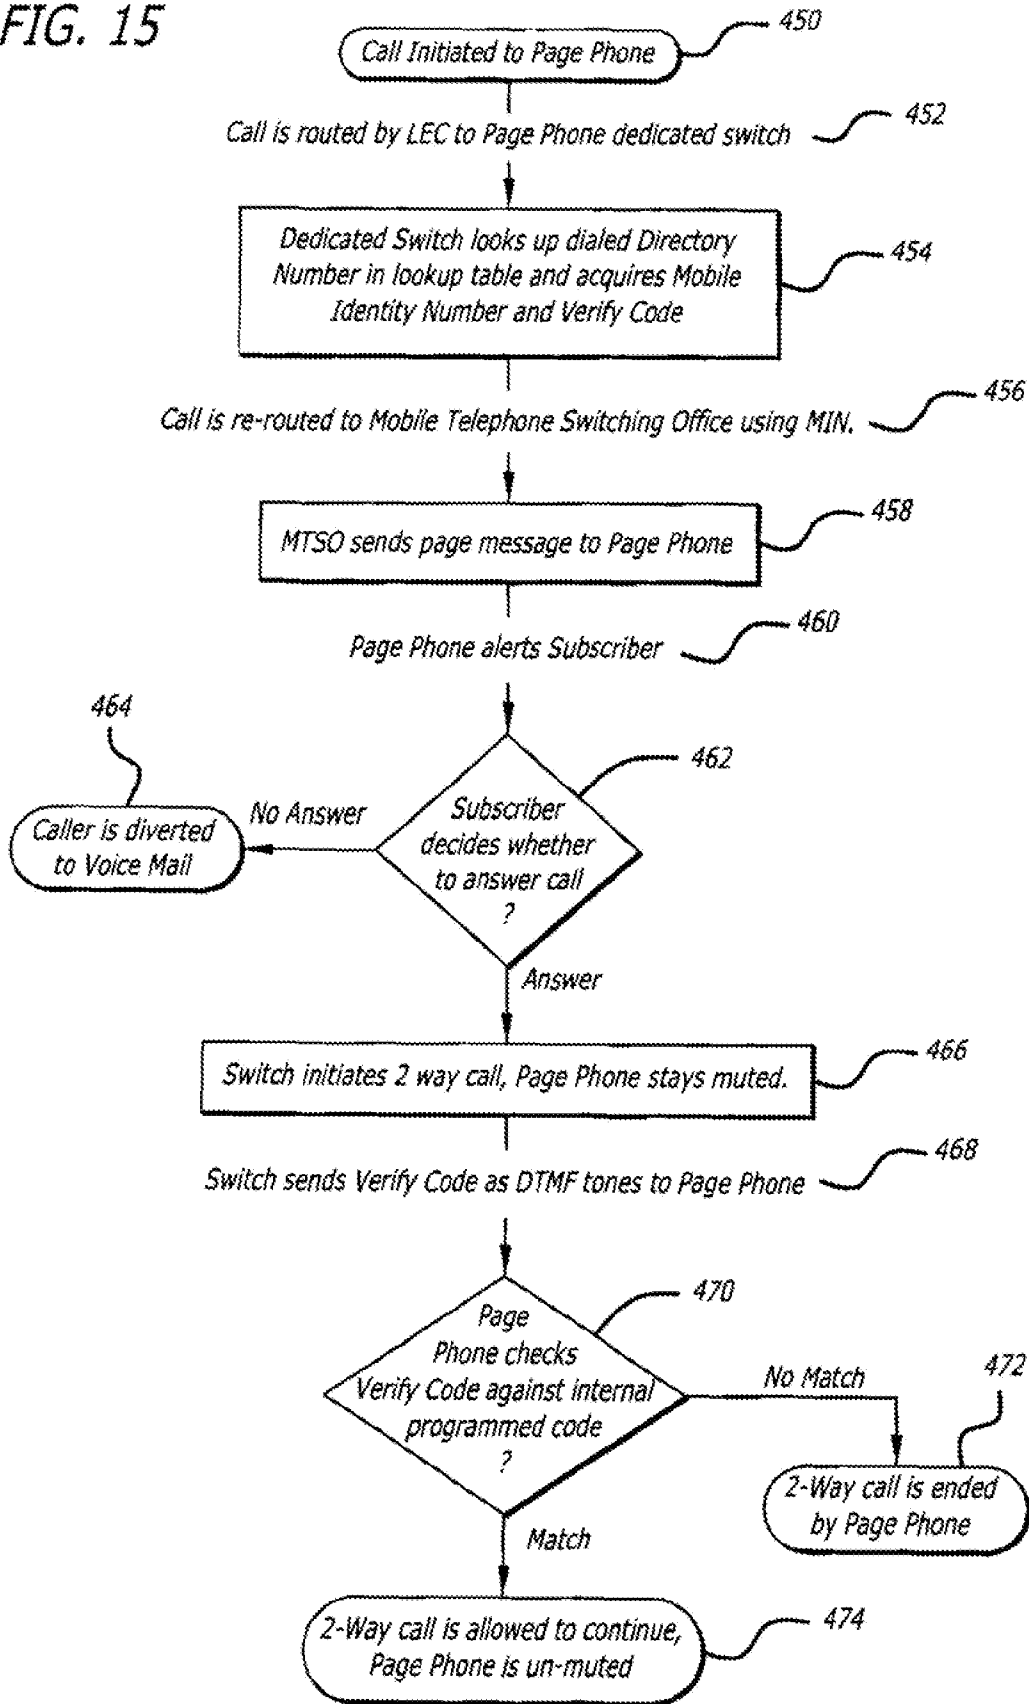 FIG. 15
450
Call Initiated to Page Phone
452
Call is routed by LEC to Page Phone dedicated switch
454
Dedicated Switch looks up dialed Directory
Number in lookup table and acquires Mobile
Identity Number and Verify Code
456
Call is re-routed to Mobile Telephone Switching Office using MIN.
458
MTSO sends page message to Page Phone
460
Page Phone alerts Subscriber
464
462
Caller is diverted
to Voice Mail
No Answer
Subscriber
decides whether
to answer call
?
Answer
466
Switch initiates 2 way call, Page Phone stays muted.
468
Switch sends Verify Code as DTMF tones to Page Phone
470
Page
Phone checks
Verify Code against internal
programmed code
?
No Match
472
2-Way call is ended
by Page Phone
Match
474
2-Way call is allowed to continue,
Page Phone is un-muted